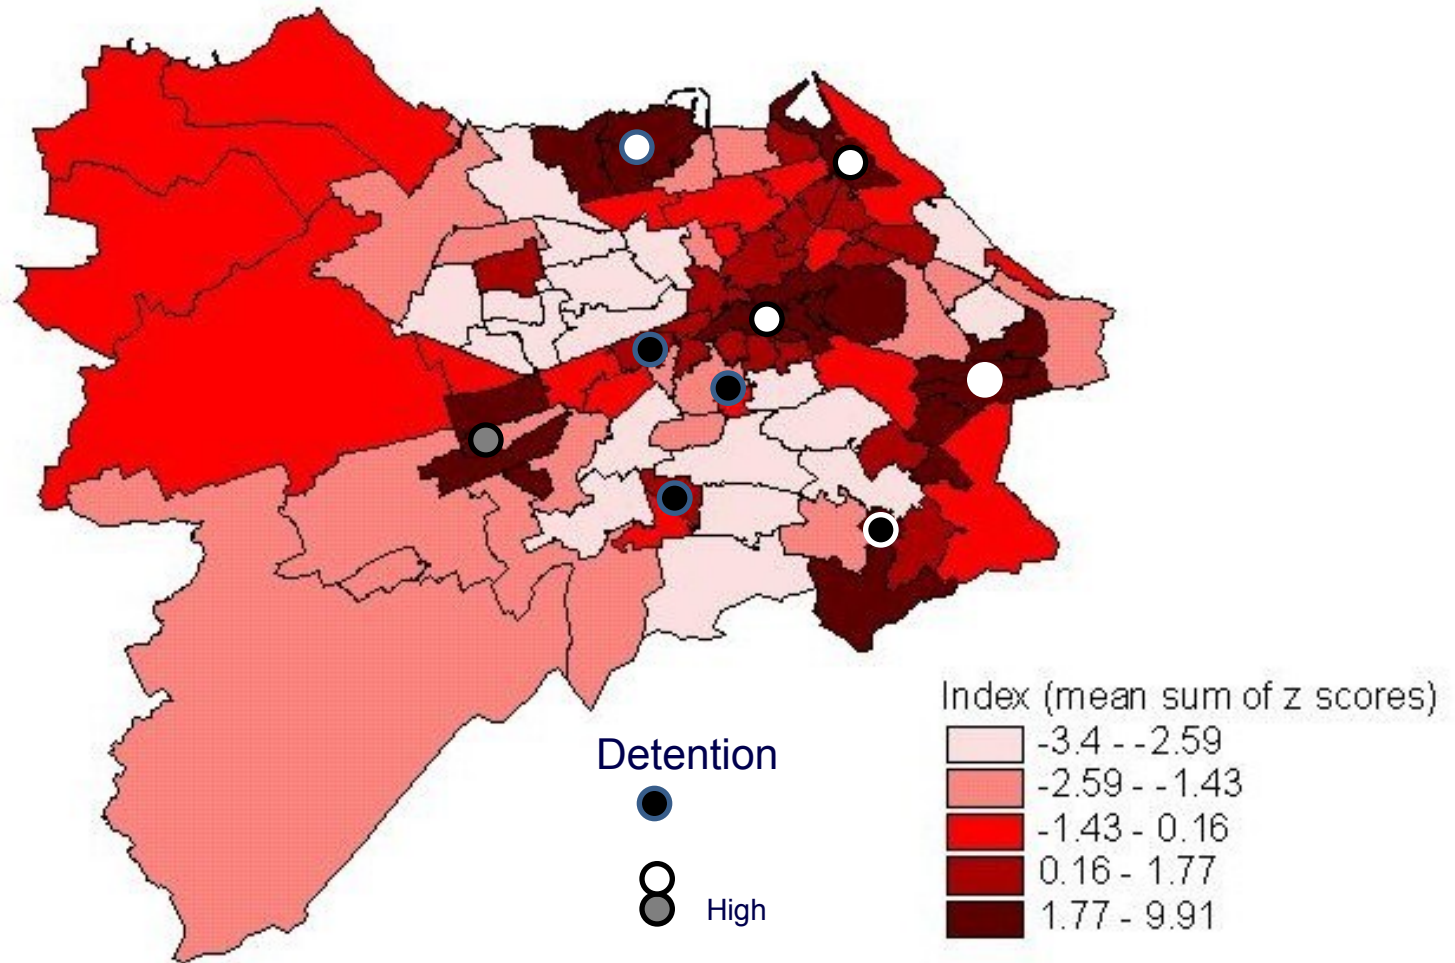 Detention
High
Index (mean sum of z scores)
-3.4 - -2.59
-2.59 - -1.43
-1.43 - 0.16
0.16 - 1.77
1.77 - 9.91